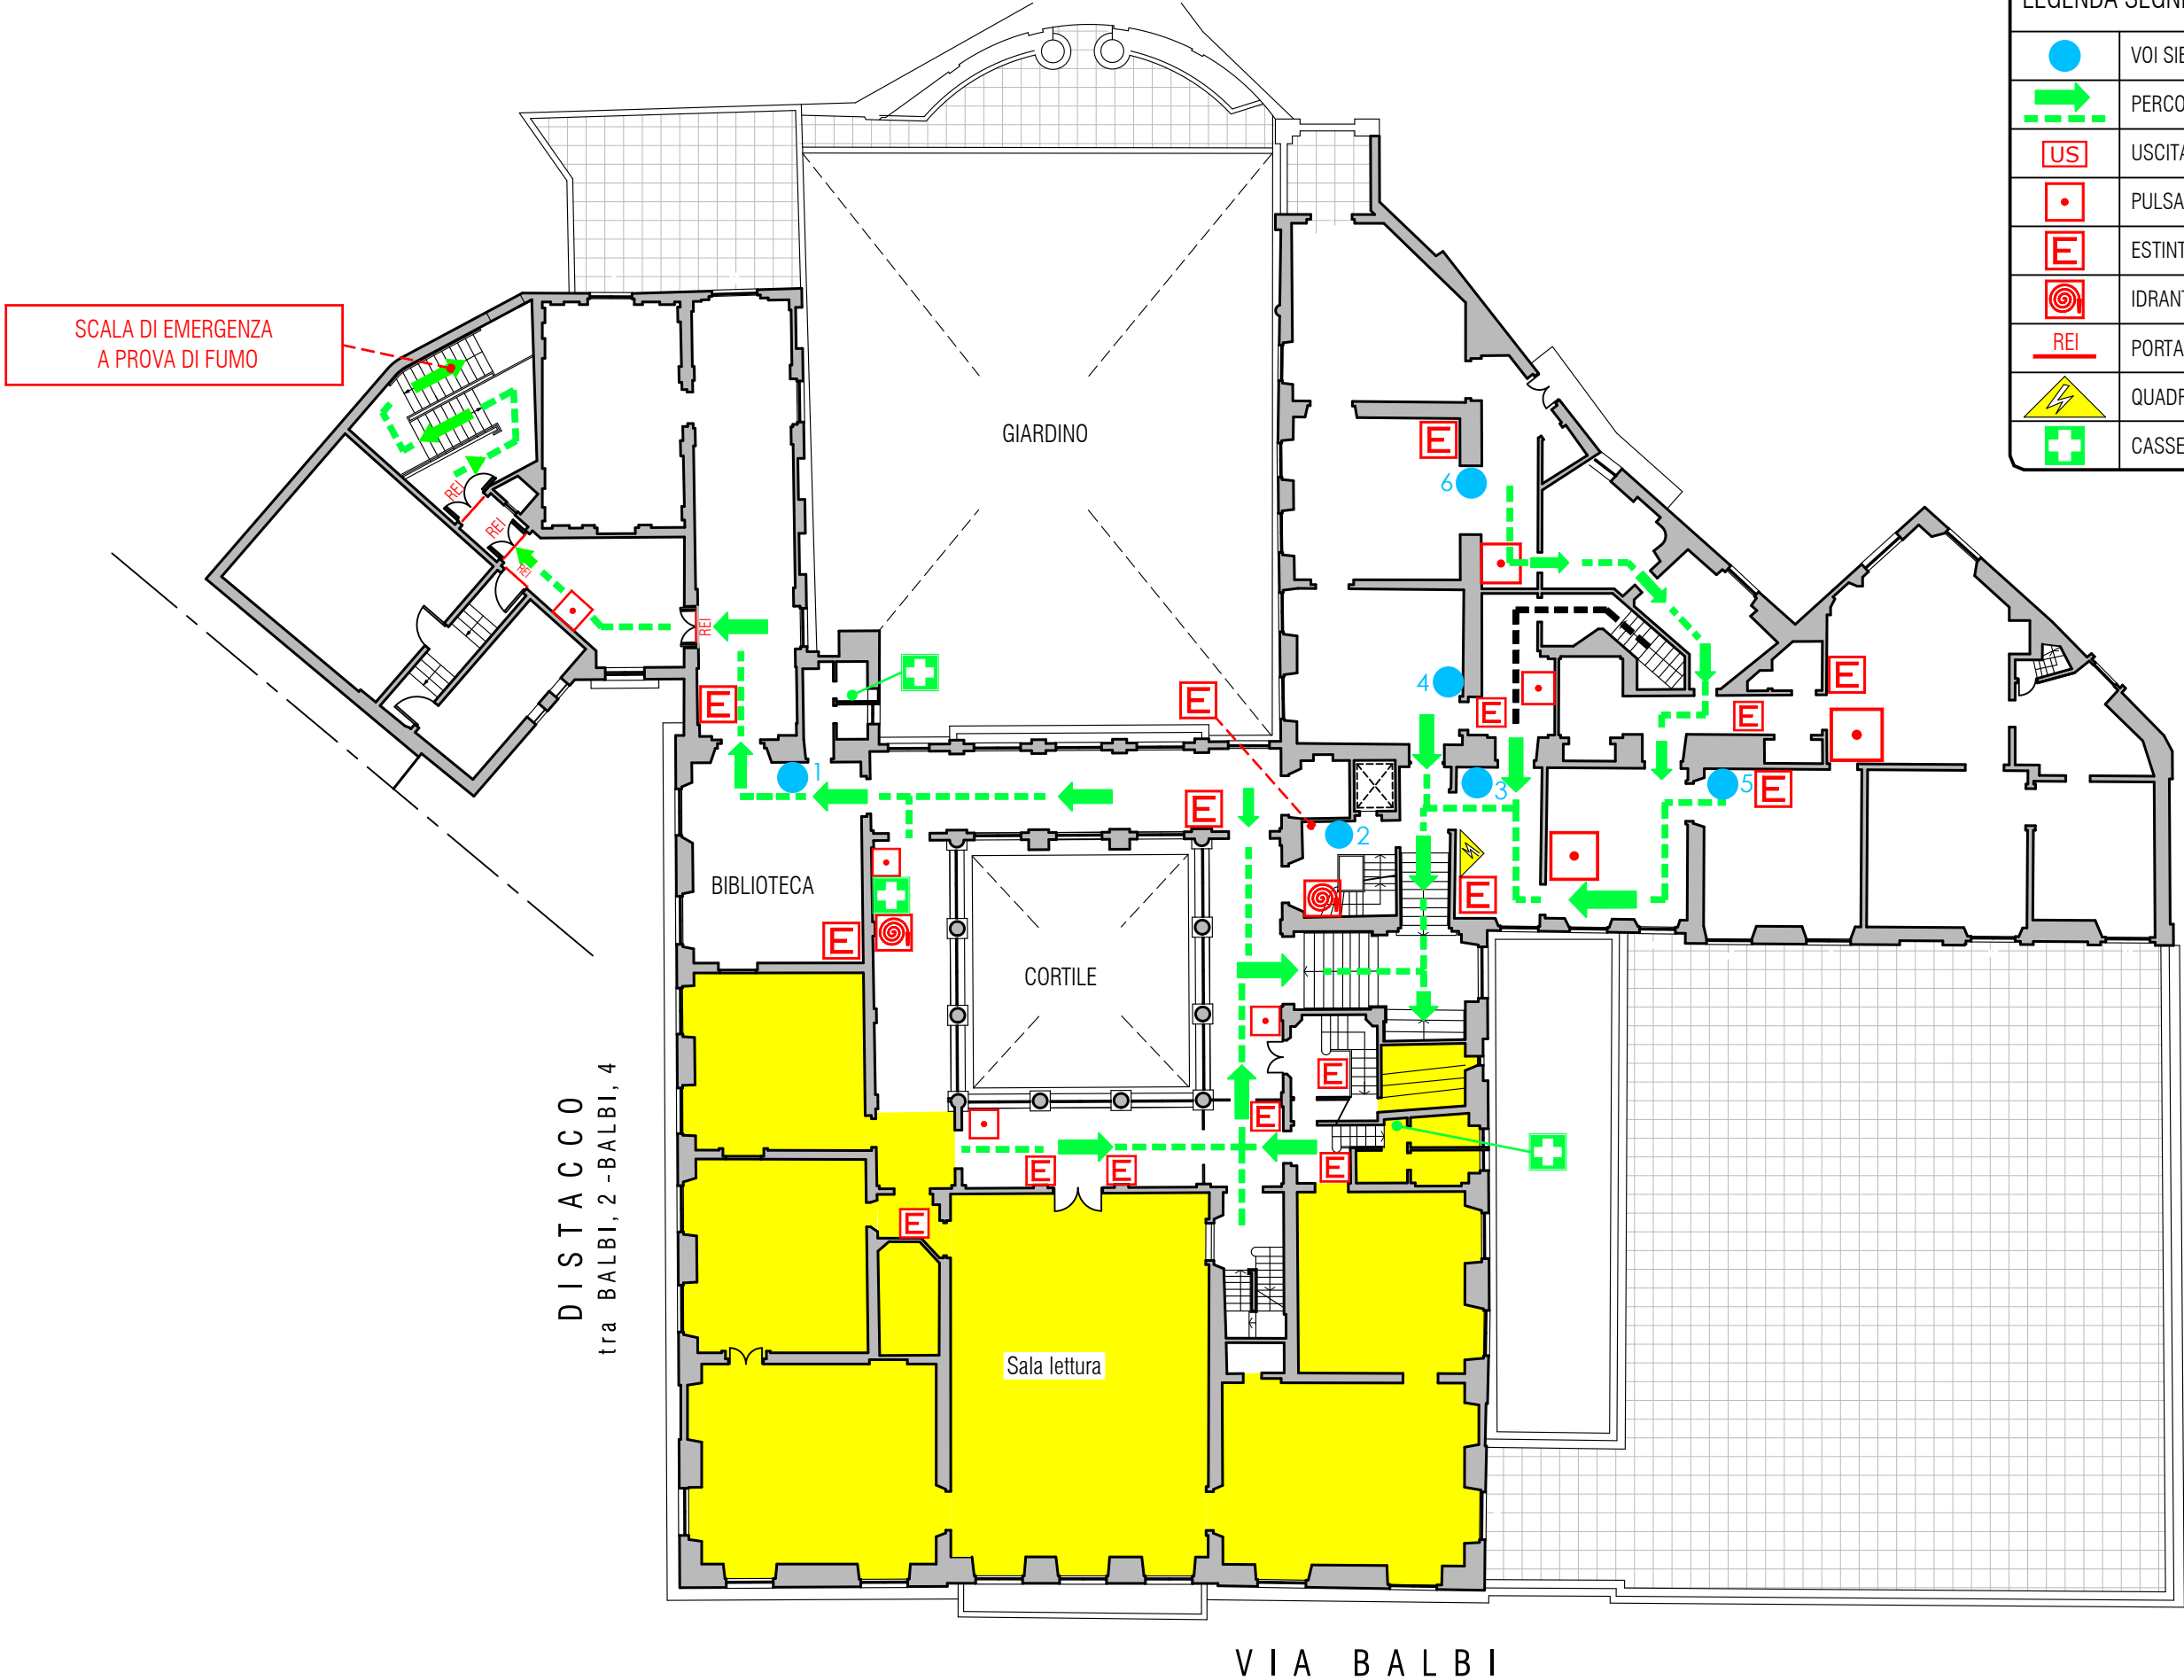 LEGENDA SEGN
VOI SIE
PERCO
US USCITA
PULSA
E ESTINT
IDRANT
REI PORTA
QUADR
CASSE
SCALA DI EMERGENZA
A PROVA DI FUMO
GIARDINO
E
6
REI
REI
REI
REI
E
E
4
E
E
E
1
E
3
5
E
2
BIBLIOTECA
E
E
E
CORTILE
E
E
E
E
E
E
Sala lettura
DISTACCO
tra BALBI, 2 - BALBI, 4
VIA BALBI